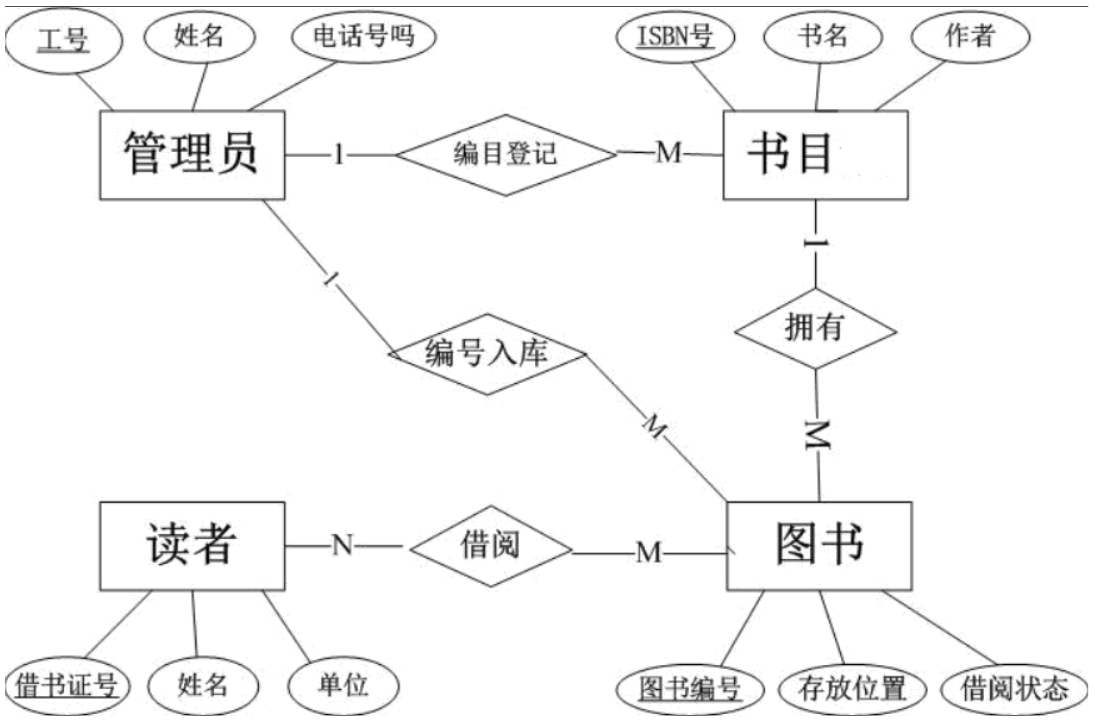 工号 姓名 电话号吗 ISBN号 书名 作者
管理员 1 编目登记 M 书目
1 1
编号入库 拥有
M M
读者 N 借阅 M 图书
借书证号 姓名 单位 图书编号 存放位置 借阅状态